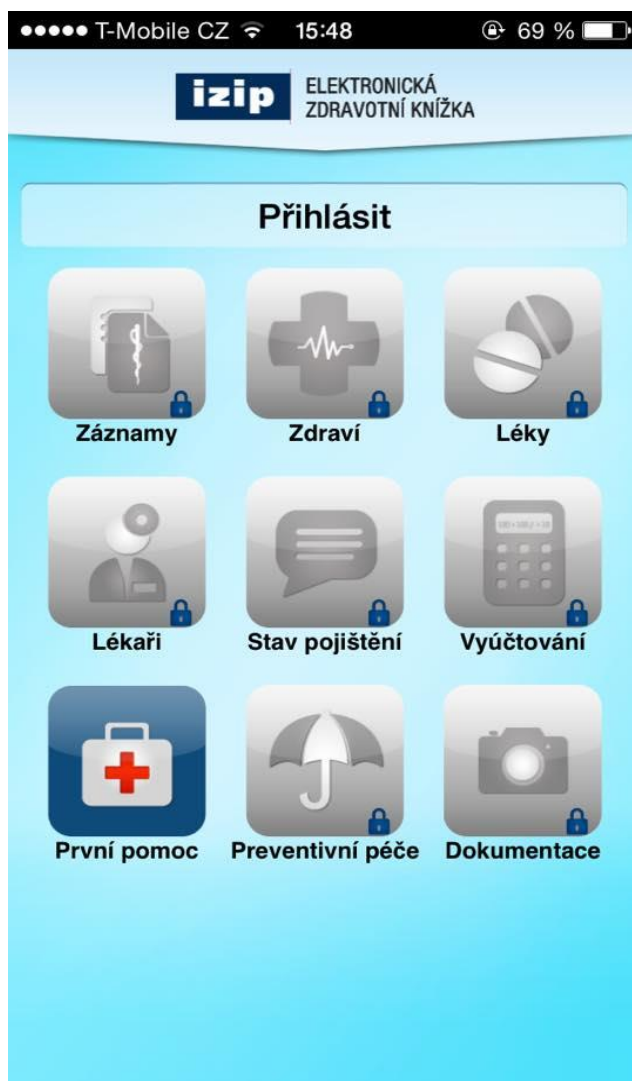 T-Mobile CZ 15:48 69 %
izip ELEKTRONICKÁ
ZDRAVOTNÍ KNÍŽKA
Přihlásit
Záznamy Zdraví Léky
Lékaři Stav pojištění Vyúčtování
První pomoc Preventivní péče Dokumentace